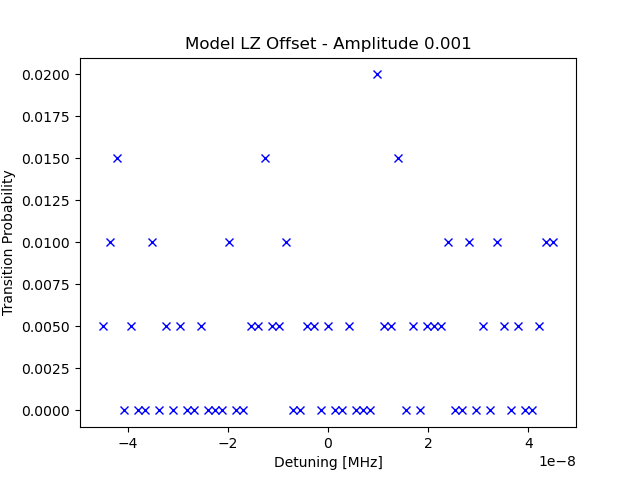 Model LZ Offset - Amplitude 0.001
Transition Probability
0.0200
0.0175
0.0150
0.0125
0.0100
0.0075
0.0050
0.0025
0.0000
−4 −2 0 2 4
1e−8
Detuning [MHz]